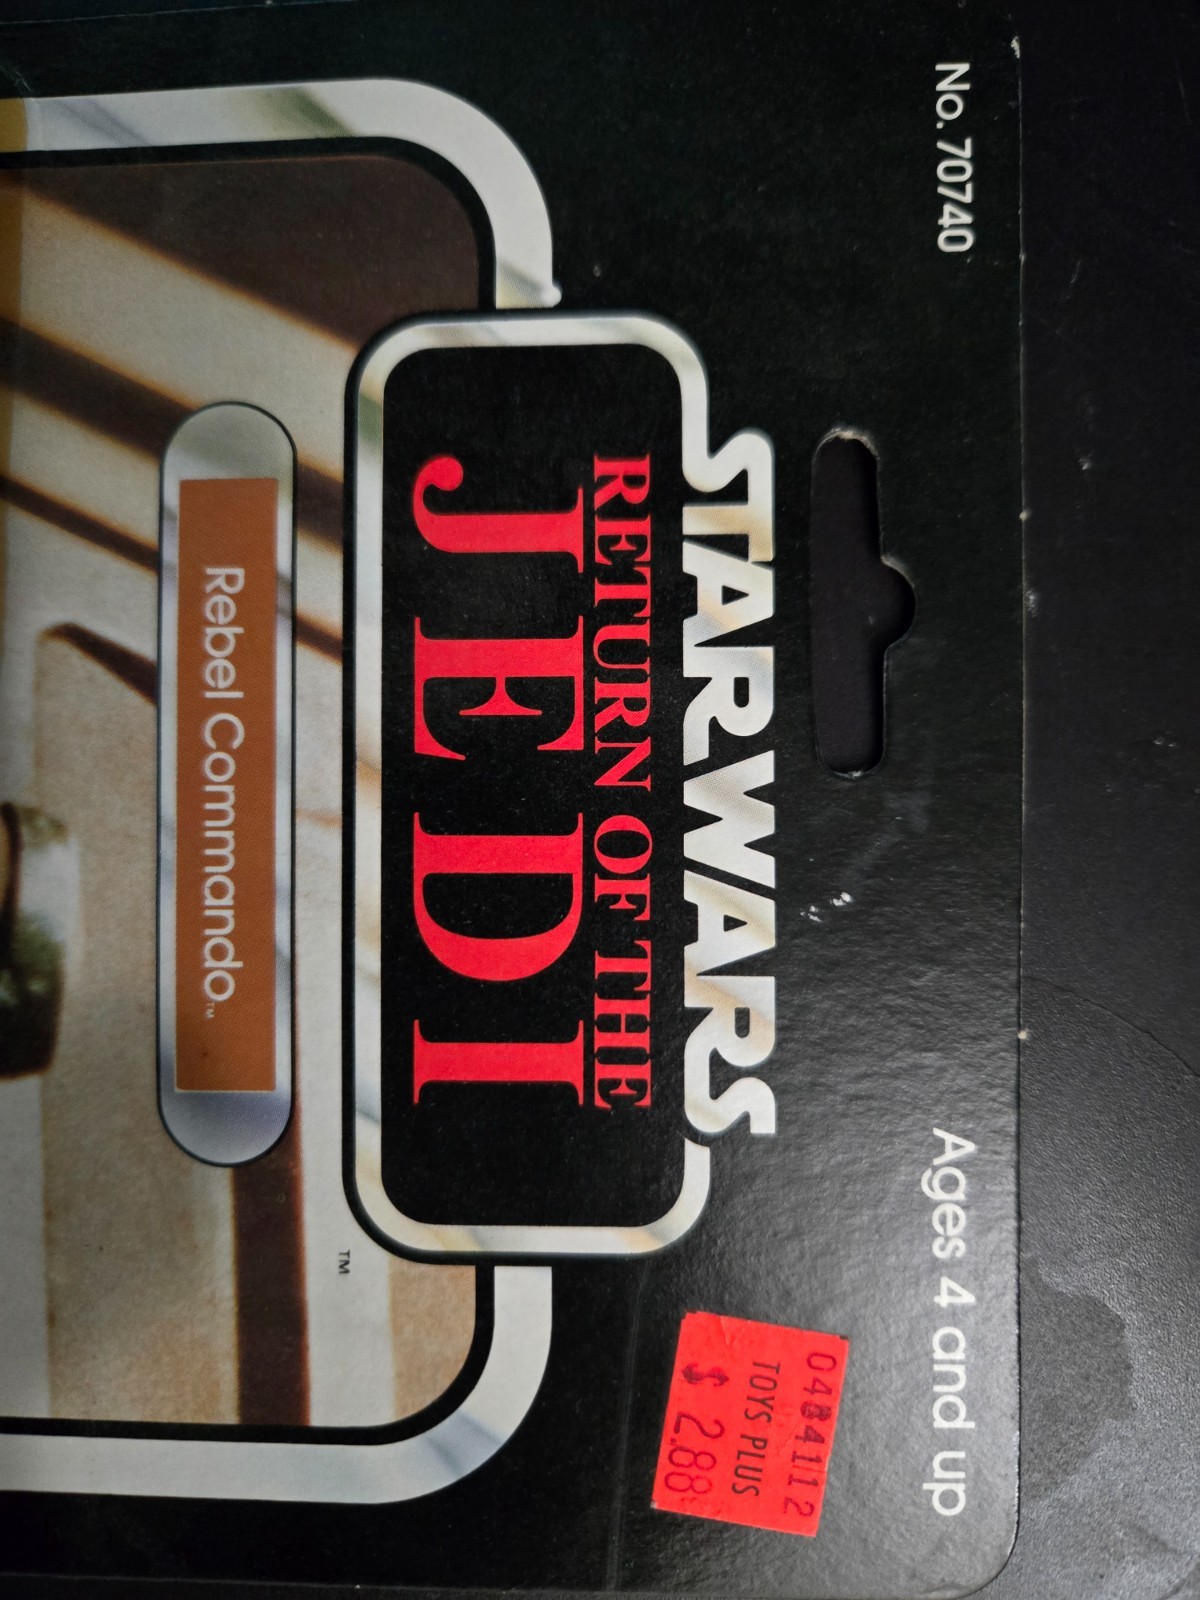 No. 70740
Ages 4 and up
STAR WARS
RETURN OF THE
JEDI
TM
Rebel Commando.™
0484112
TOYS PLUS
$ 2.88